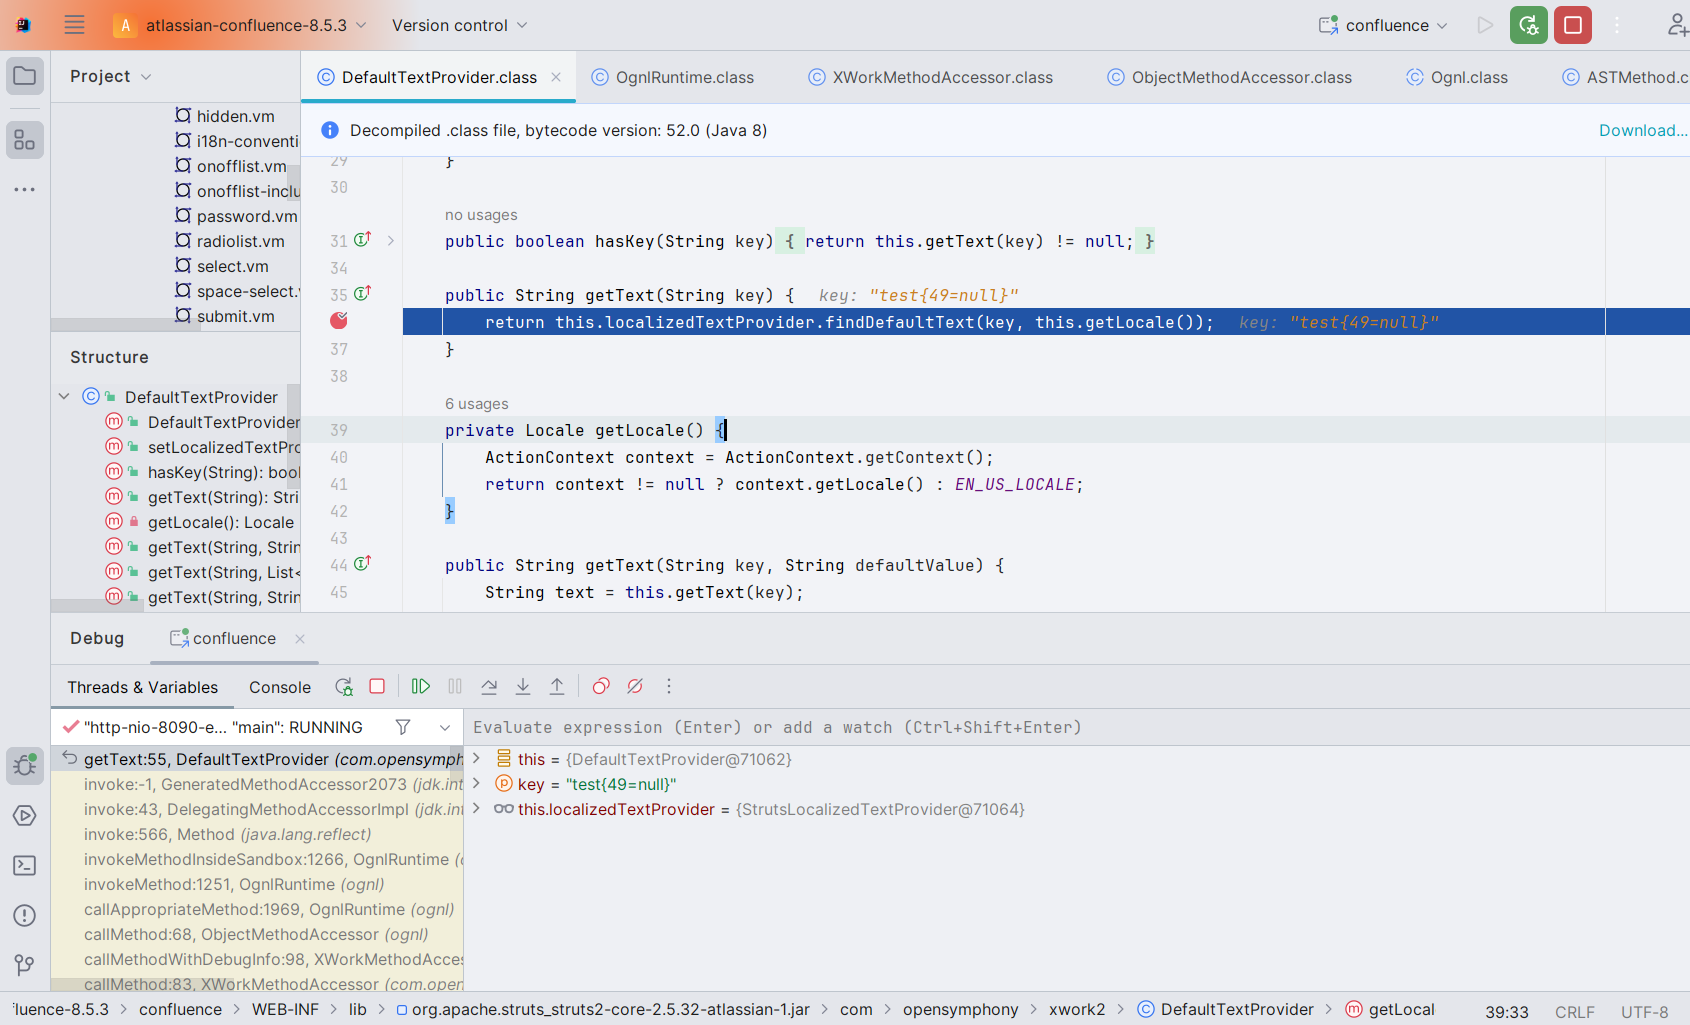 A atlassian-confluence-8.5.3 Version control confluence
Project
DefaultTextProvider.class OgnlRuntime.class XWorkMethodAccessor.class ObjectMethodAccessor.class Ognl.class ASTMethod.c
hidden.vm
i18n-conventi
onofflist.vm
onofflist-inclu
password.vm
radiolist.vm
select.vm
space-select.
submit.vm
Decompiled .class file, bytecode version: 52.0 (Java 8) Download...
29 }
30
no usages
31 public boolean hasKey(String key) { return this.getText(key) != null; }
34
35 public String getText(String key) { key: "test{49=null}"
return this.localizedTextProvider.findDefaultText(key, this.getLocale()); key: "test{49=null}"
37 }
38
6 usages
39 private Locale getLocale() {
40 ActionContext context = ActionContext.getContext();
41 return context != null ? context.getLocale() : EN_US_LOCALE;
42 }
43
44 public String getText(String key, String defaultValue) {
45 String text = this.getText(key);
Structure
DefaultTextProvider
m DefaultTextProvider
m setLocalizedTextPro
m hasKey(String): boo
m getText(String): Stri
m getLocale(): Locale
m getText(String, Strin
m getText(String, List<
m getText(String, Strin
Debug confluence
Threads & Variables Console
"http-nio-8090-e... "main": RUNNING
Evaluate expression (Enter) or add a watch (Ctrl+Shift+Enter)
getText:55, DefaultTextProvider (com.opensymph
invoke:-1, GeneratedMethodAccessor2073 (jdk.int
invoke:43, DelegatingMethodAccessorImpl (jdk.int
invoke:566, Method (java.lang.reflect)
invokeMethodInsideSandbox:1266, OgnlRuntime (o
invokeMethod:1251, OgnlRuntime (ognl)
callAppropriateMethod:1969, OgnlRuntime (ognl)
callMethod:68, ObjectMethodAccessor (ognl)
callMethodWithDebugInfo:98, XWorkMethodAcces
callMethod:83, XWorkMethodAccessor (com.open
this = {DefaultTextProvider@71062}
p key = "test{49=null}"
this.localizedTextProvider = {StrutsLocalizedTextProvider@71064}
fluence-8.5.3 > confluence > WEB-INF > lib > org.apache.struts_struts2-core-2.5.32-atlassian-1.jar > com > opensymphony > xwork2 > DefaultTextProvider > m getLocal 39:33 CRLF UTF-8